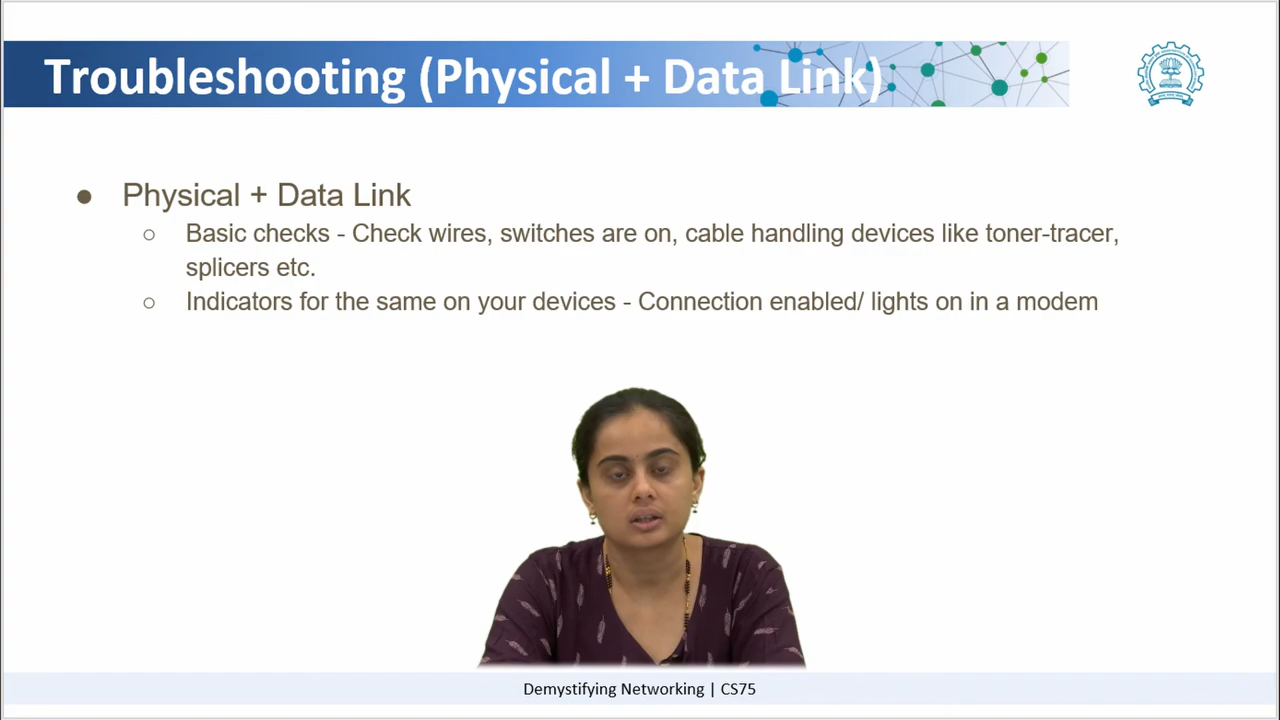 Troubleshooting (Physical + Data Link)
● Physical + Data Link
○ Basic checks - Check wires, switches are on, cable handling devices like toner-tracer,
splicers etc.
○ Indicators for the same on your devices - Connection enabled/ lights on in a modem
Demystifying Networking | CS75